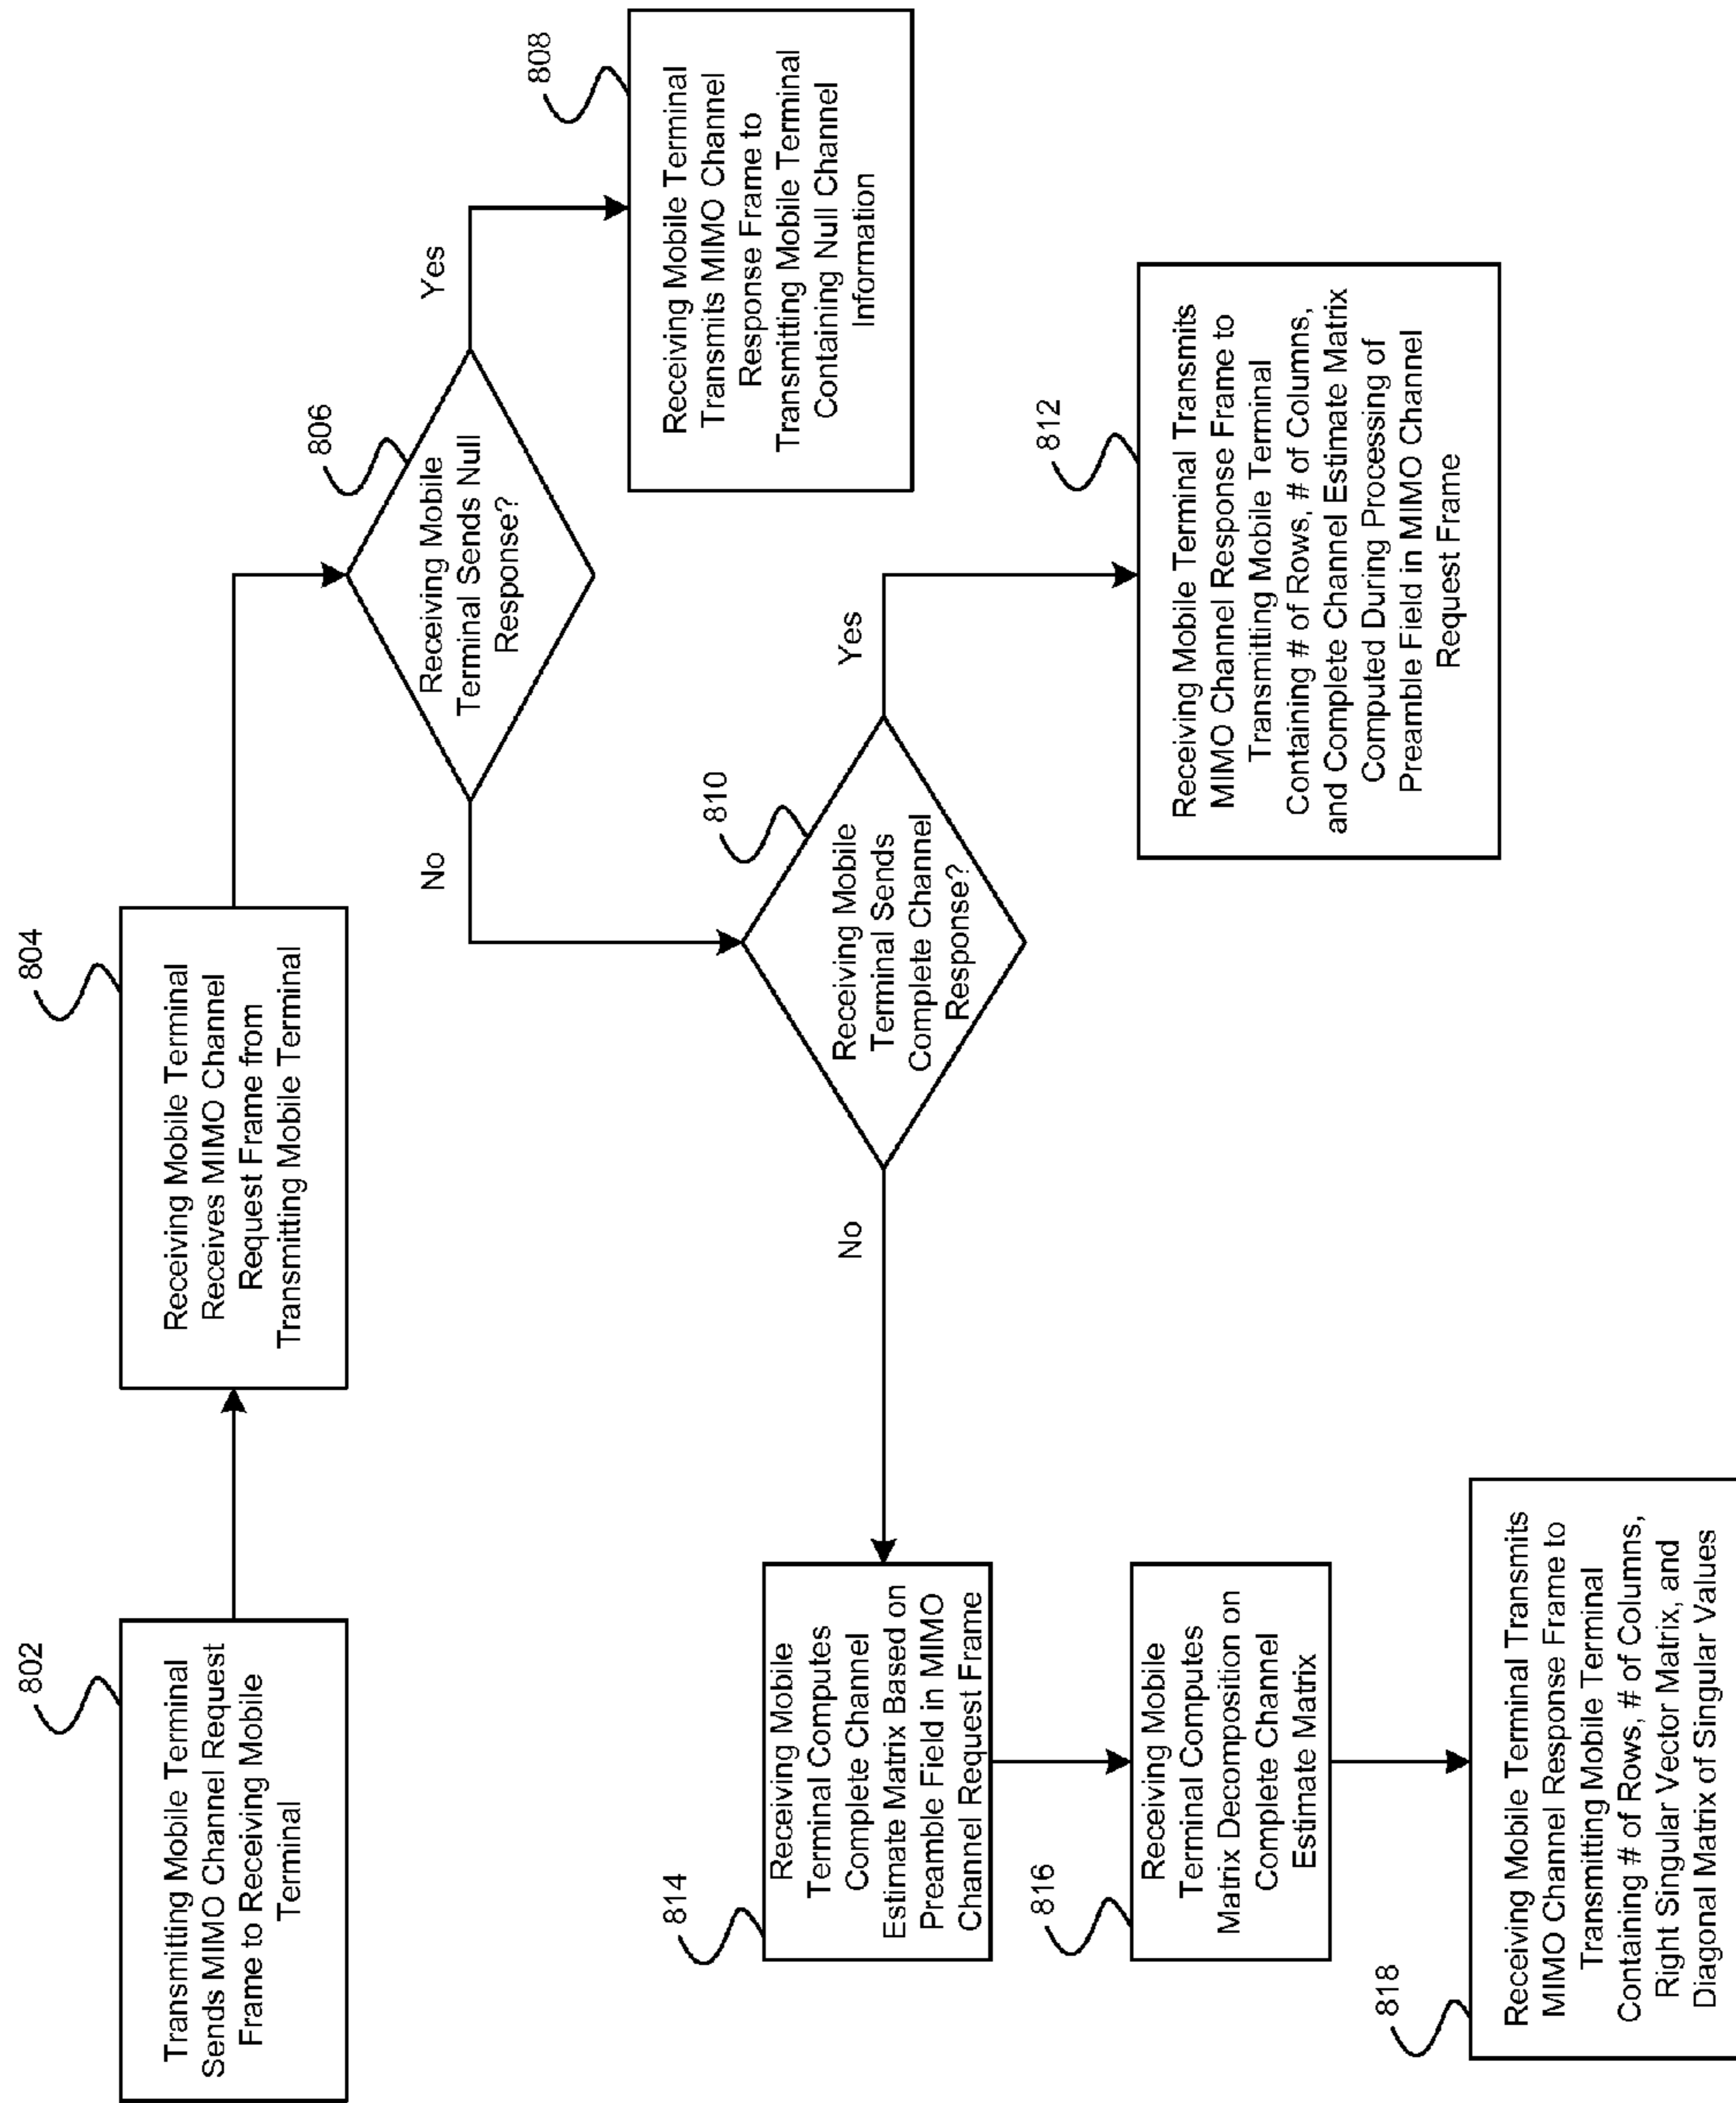 802
Transmitting Mobile Terminal
Sends MIMO Channel Request
Frame to Receiving Mobile
Terminal
804
Receiving Mobile Terminal
Receives MIMO Channel
Request Frame from
Transmitting Mobile Terminal
806
Receiving Mobile
Terminal Sends Null
Response?
Yes
No
808
Receiving Mobile Terminal
Transmits MIMO Channel
Response Frame to
Transmitting Mobile Terminal
Containing Null Channel
Information
810
Receiving Mobile
Terminal Sends
Complete Channel
Response?
Yes
No
812
Receiving Mobile Terminal Transmits
MIMO Channel Response Frame to
Transmitting Mobile Terminal
Containing # of Rows, # of Columns,
and Complete Channel Estimate Matrix
Computed During Processing of
Preamble Field in MIMO Channel
Request Frame
814
Receiving Mobile
Terminal Computes
Complete Channel
Estimate Matrix Based on
Preamble Field in MIMO
Channel Request Frame
816
Receiving Mobile
Terminal Computes
Matrix Decomposition on
Complete Channel
Estimate Matrix
818
Receiving Mobile Terminal Transmits
MIMO Channel Response Frame to
Transmitting Mobile Terminal
Containing # of Rows, # of Columns,
Right Singular Vector Matrix, and
Diagonal Matrix of Singular Values